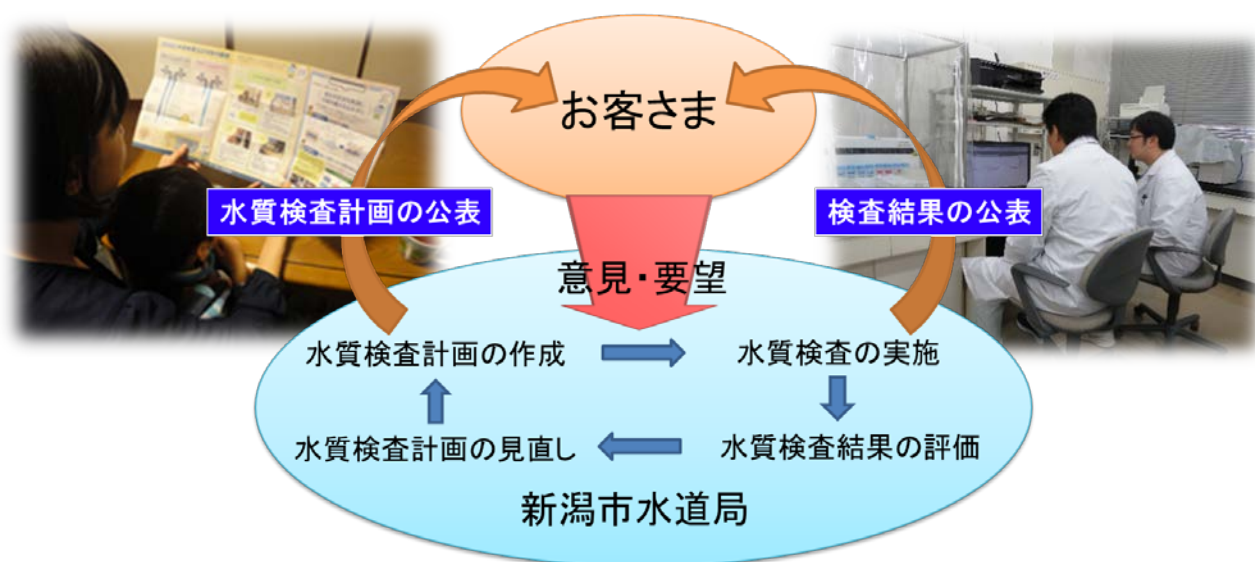 お客さま
水質検査計画の公表
検査結果の公表
意見・要望
水質検査計画の作成
水質検査の実施
水質検査計画の見直し
水質検査結果の評価
新潟市水道局